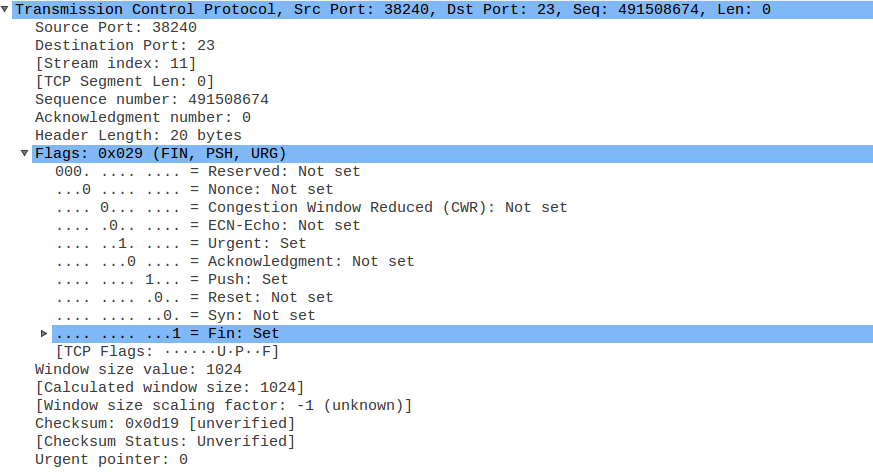 Transmission Control Protocol, Src Port: 38240, Dst Port: 23, Seq: 491508674, Len: 0
Source Port: 38240
Destination Port: 23
[Stream index: 11]
[TCP Segment Len: 0]
Sequence number: 491508674
Acknowledgment number: 0
Header Length: 20 bytes
Flags: 0x029 (FIN, PSH, URG)
000. .... .... = Reserved: Not set
...0 .... .... = Nonce: Not set
.... 0... .... = Congestion Window Reduced (CWR): Not set
.... .0.. .... = ECN-Echo: Not set
.... ..1. .... = Urgent: Set
.... ...0 .... = Acknowledgment: Not set
.... .... 1... = Push: Set
.... .... .0.. = Reset: Not set
.... .... ..0. = Syn: Not set
.... .... ...1 = Fin: Set
[TCP Flags: ······U·P··F]
Window size value: 1024
[Calculated window size: 1024]
[Window size scaling factor: -1 (unknown)]
Checksum: 0x0d19 [unverified]
[Checksum Status: Unverified]
Urgent pointer: 0